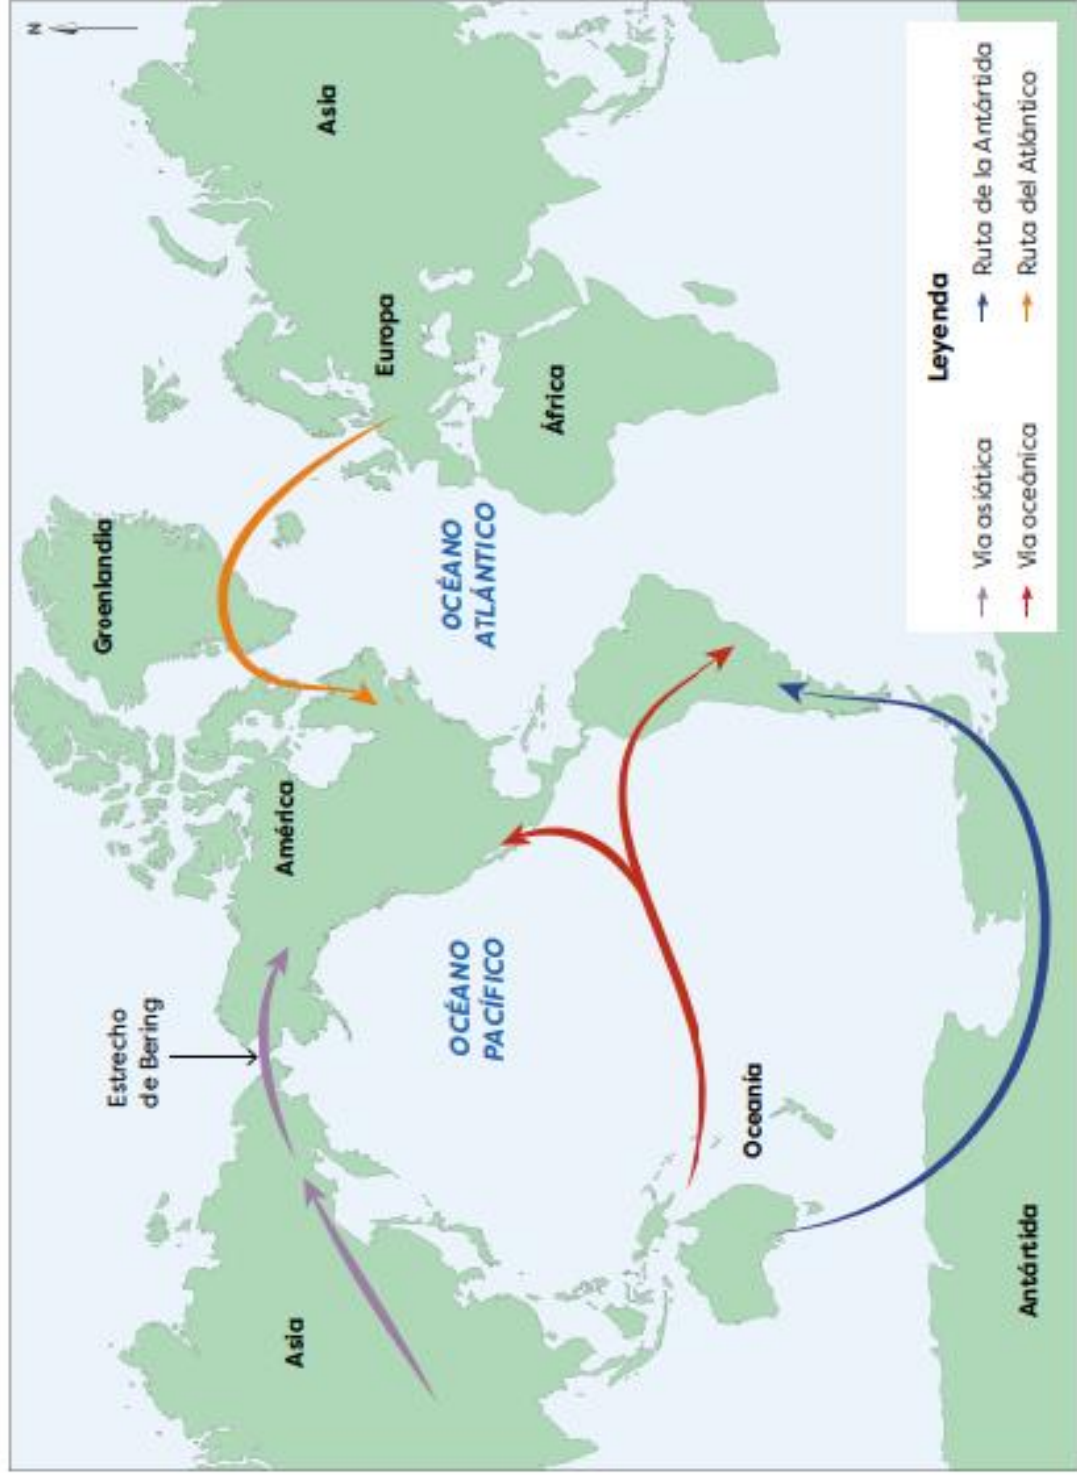 N
Groenlandia
Estrecho
de Bering
América
Asia
Europa
Asia
OCÉANO
PACÍFICO
OCÉANO
ATLÁNTICO
África
Oceanía
Antártida
Leyenda
Vía asiática
Ruta de la Antártida
Vía oceánica
Ruta del Atlántico